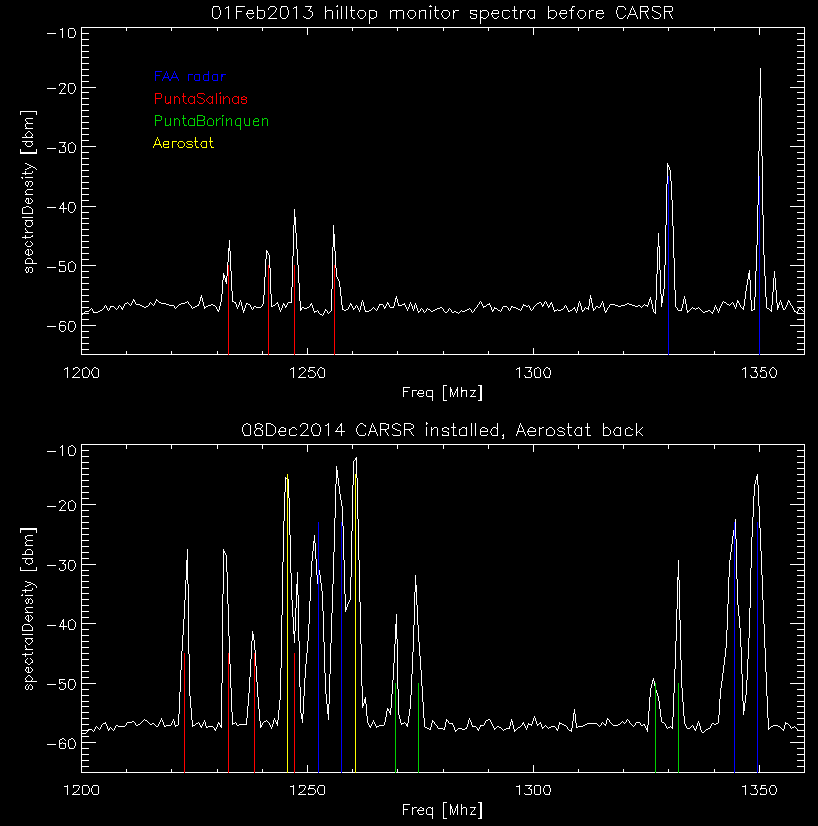 01Feb2013 hilltop monitor spectra before CARSR
-10
-20
-30
-40
-50
-60
spectralDensity [dbm]
FAA radar
PuntaSalinas
PuntaBorinquen
Aerostat
1200 1250 1300 1350
Freq [Mhz]
08Dec2014 CARSR installed, Aerostat back
-10
-20
-30
-40
-50
-60
spectralDensity [dbm]
1200 1250 1300 1350
Freq [Mhz]